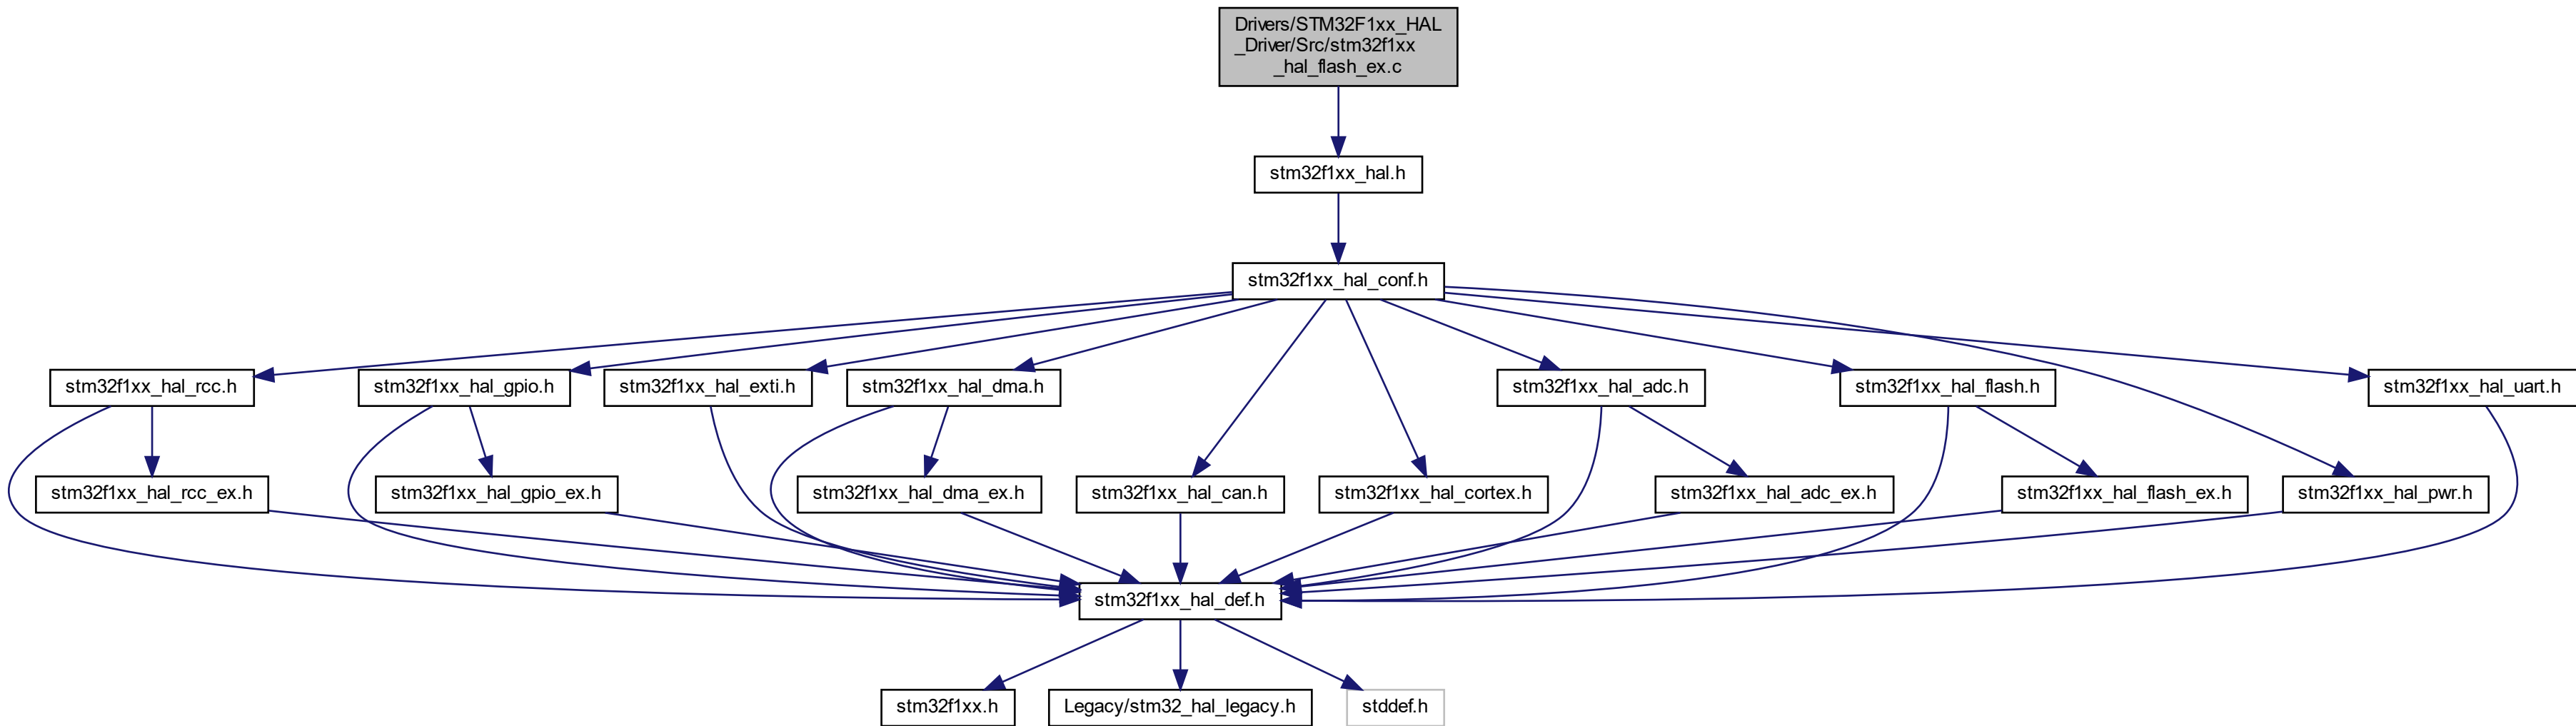 Drivers/STM32F1xx_HAL
_Driver/Src/stm32f1xx
_hal_flash_ex.c
stm32f1xx_hal.h
stm32f1xx_hal_conf.h
stm32f1xx_hal_rcc.h
stm32f1xx_hal_gpio.h
stm32f1xx_hal_exti.h
stm32f1xx_hal_dma.h
stm32f1xx_hal_adc.h
stm32f1xx_hal_flash.h
stm32f1xx_hal_uart.h
stm32f1xx_hal_rcc_ex.h
stm32f1xx_hal_gpio_ex.h
stm32f1xx_hal_dma_ex.h
stm32f1xx_hal_can.h
stm32f1xx_hal_cortex.h
stm32f1xx_hal_adc_ex.h
stm32f1xx_hal_flash_ex.h
stm32f1xx_hal_pwr.h
stm32f1xx_hal_def.h
stm32f1xx.h
Legacy/stm32_hal_legacy.h
stddef.h